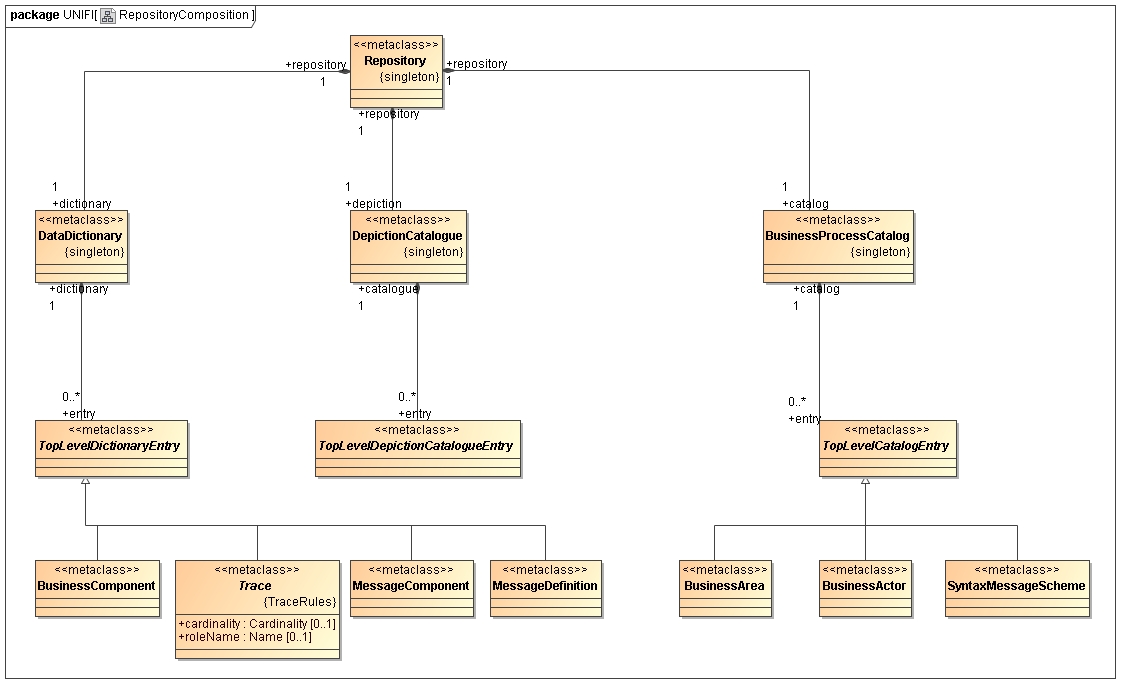 package UNIFI[ RepositoryComposition ]
<<metaclass>>
Repository
{singleton}
+repository
1
+repository
1
+repository
1
1
+dictionary
1
+depiction
1
+catalog
<<metaclass>>
DataDictionary
{singleton}
<<metaclass>>
DepictionCatalogue
{singleton}
<<metaclass>>
BusinessProcessCatalog
{singleton}
+dictionary
1
+catalogue
1
+catalog
1
0..*
+entry
0..*
+entry
0..*
+entry
<<metaclass>>
TopLevelDictionaryEntry
<<metaclass>>
TopLevelDepictionCatalogueEntry
<<metaclass>>
TopLevelCatalogEntry
<<metaclass>>
BusinessComponent
<<metaclass>>
Trace
{TraceRules}
+cardinality : Cardinality [0..1]
+roleName : Name [0..1]
<<metaclass>>
MessageComponent
<<metaclass>>
MessageDefinition
<<metaclass>>
BusinessArea
<<metaclass>>
BusinessActor
<<metaclass>>
SyntaxMessageScheme